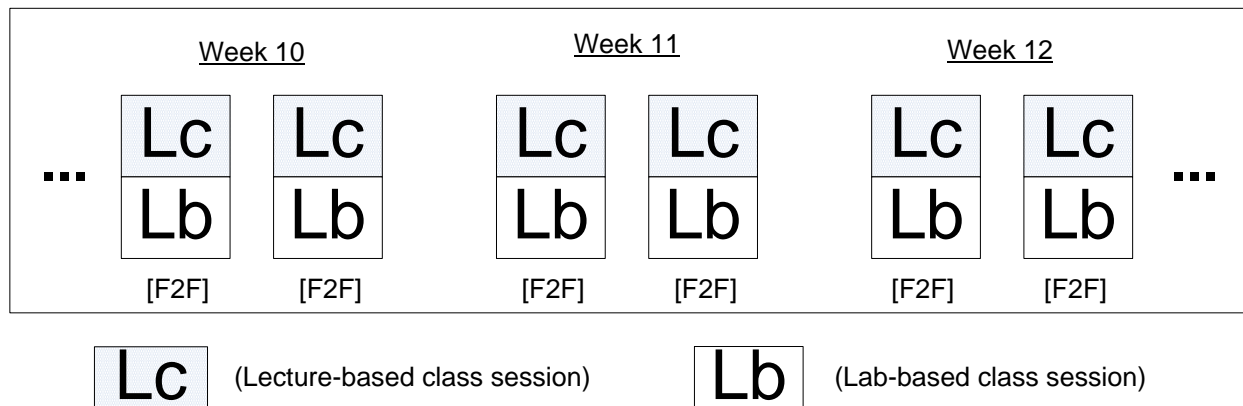 Week 10 Week 11 Week 12
Lc Lc Lc Lc Lc Lc
... ...
Lb Lb Lb Lb Lb Lb
[F2F] [F2F] [F2F] [F2F] [F2F] [F2F]
Lc (Lecture-based class session) Lb (Lab-based class session)